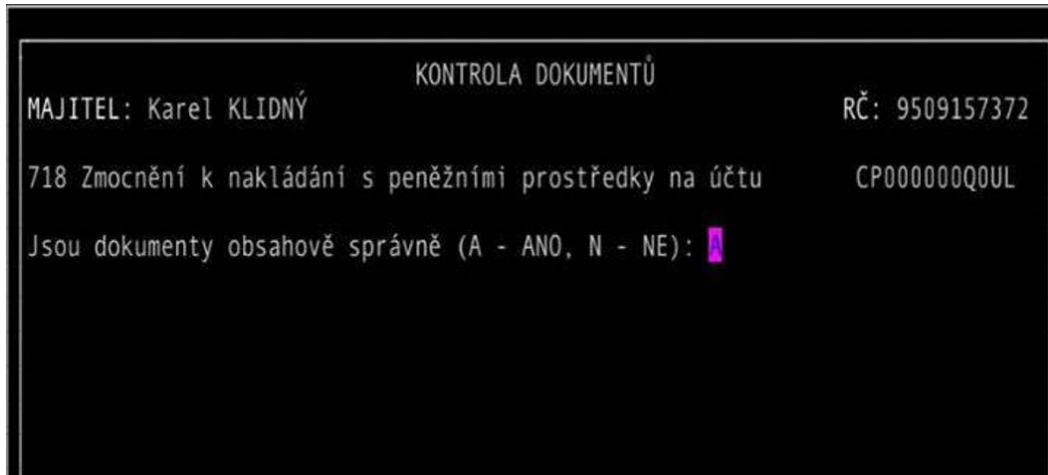 KONTROLA DOKUMENTŮ
MAJITEL: Karel KLIDNÝ RČ: 9509157372
718 Zmocnění k nakládání s peněžními prostředky na účtu CP000000Q0UL
Jsou dokumenty obsahově správně (A - ANO, N - NE): A